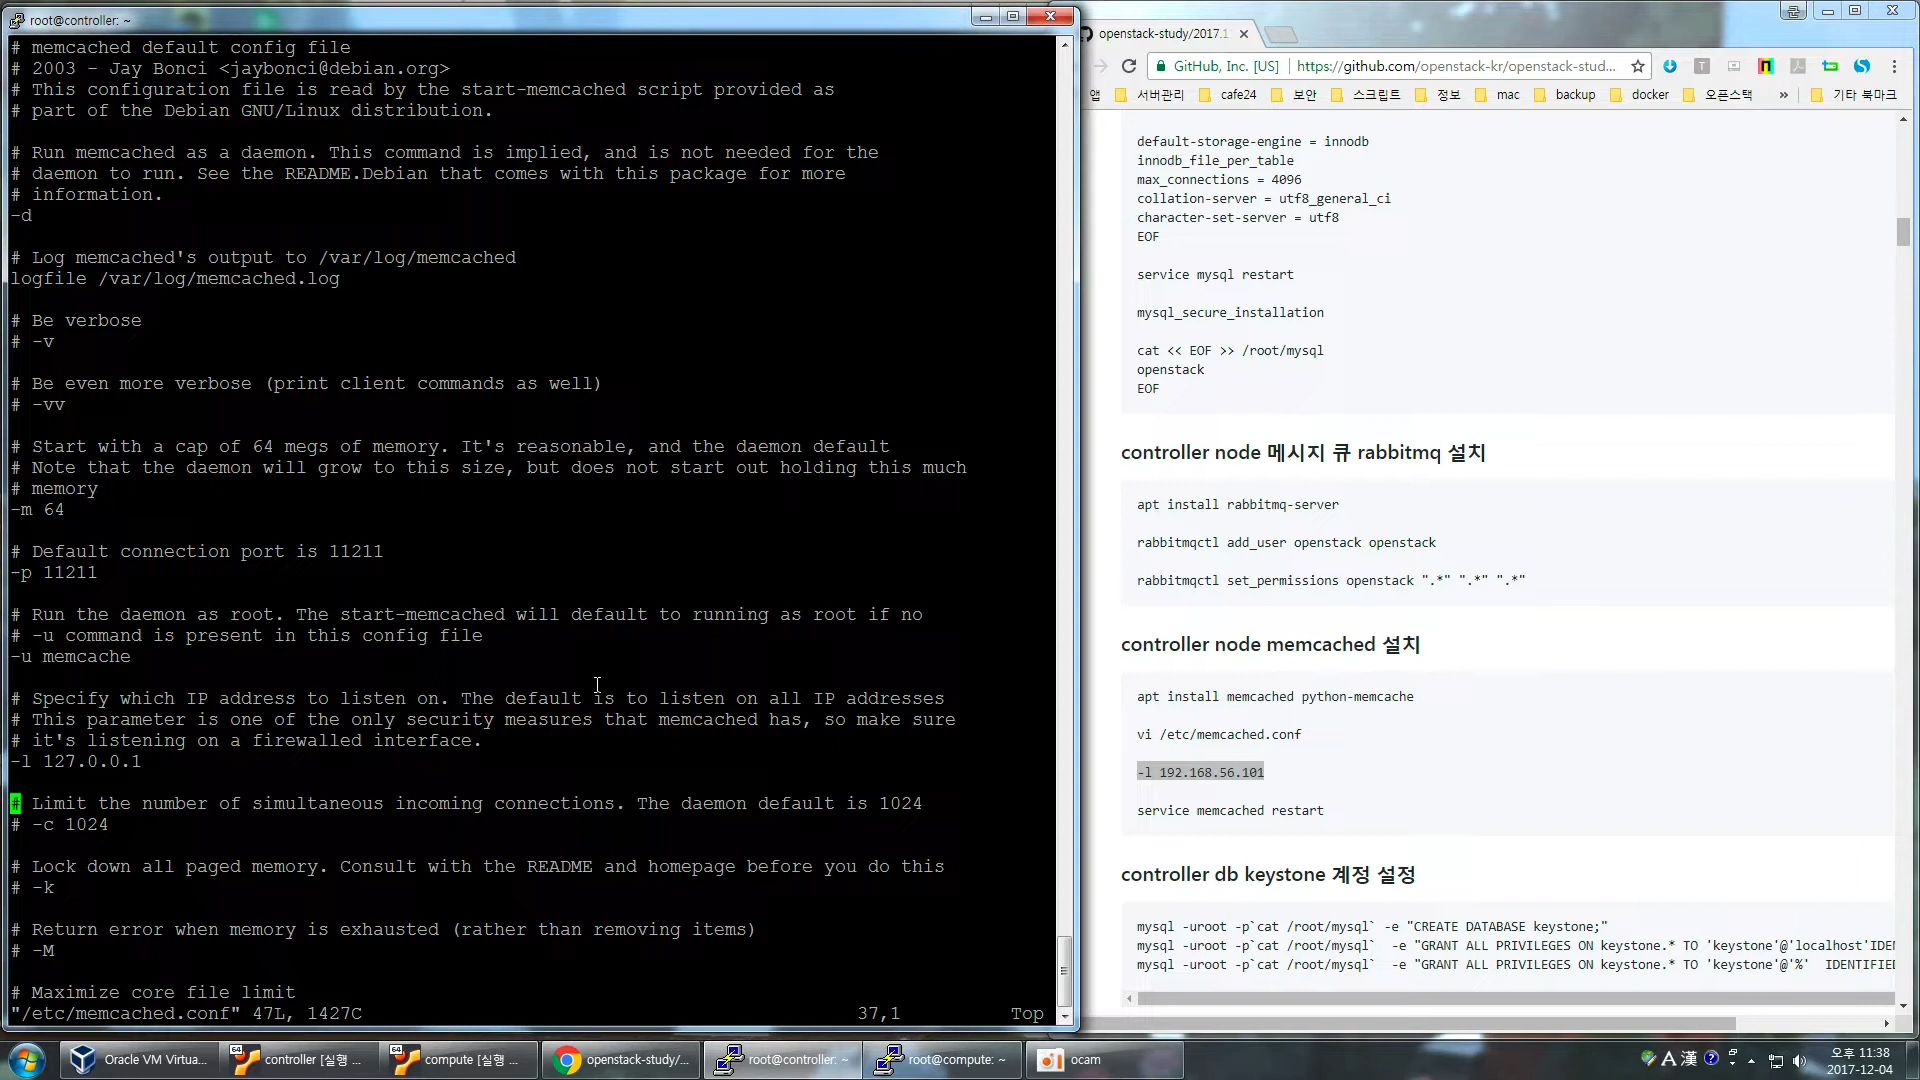 root@controller: ~
# memcached default config file
# 2003 - Jay Bonci <jaybonci@debian.org>
# This configuration file is read by the start-memcached script provided as
# part of the Debian GNU/Linux distribution.
# Run memcached as a daemon. This command is implied, and is not needed for the
# daemon to run. See the README.Debian that comes with this package for more
# information.
-d
# Log memcached's output to /var/log/memcached
logfile /var/log/memcached.log
# Be verbose
# -v
# Be even more verbose (print client commands as well)
# -vv
# Start with a cap of 64 megs of memory. It's reasonable, and the daemon default
# Note that the daemon will grow to this size, but does not start out holding this much
# memory
-m 64
# Default connection port is 11211
-p 11211
# Run the daemon as root. The start-memcached will default to running as root if no
# -u command is present in this config file
-u memcache
# Specify which IP address to listen on. The default is to listen on all IP addresses
# This parameter is one of the only security measures that memcached has, so make sure
# it's listening on a firewalled interface.
-l 127.0.0.1
# Limit the number of simultaneous incoming connections. The daemon default is 1024
# -c 1024
# Lock down all paged memory. Consult with the README and homepage before you do this
# -k
# Return error when memory is exhausted (rather than removing items)
# -M
# Maximize core file limit
"/etc/memcached.conf" 47L, 1427C 37,1 Top
openstack-study/2017.1
GitHub, Inc. [US] https://github.com/openstack-kr/openstack-stud...
앱 서버관리 cafe24 보안 스크립트 정보 mac backup docker 오픈스택 » 기타 북마크
default-storage-engine = innodb
innodb_file_per_table
max_connections = 4096
collation-server = utf8_general_ci
character-set-server = utf8
EOF
service mysql restart
mysql_secure_installation
cat << EOF >> /root/mysql
openstack
EOF
controller node 메시지 큐 rabbitmq 설치
apt install rabbitmq-server
rabbitmqctl add_user openstack openstack
rabbitmqctl set_permissions openstack ".*" ".*" ".*"
controller node memcached 설치
apt install memcached python-memcache
vi /etc/memcached.conf
-l 192.168.56.101
service memcached restart
controller db keystone 계정 설정
mysql -uroot -p`cat /root/mysql` -e "CREATE DATABASE keystone;"
mysql -uroot -p`cat /root/mysql`  -e "GRANT ALL PRIVILEGES ON keystone.* TO 'keystone'@'localhost'IDEN
mysql -uroot -p`cat /root/mysql`  -e "GRANT ALL PRIVILEGES ON keystone.* TO 'keystone'@'%'  IDENTIFIED
Oracle VM Virtua... 64 controller [실행 ... 64 compute [실행 ... openstack-study/... root@controller: ~ root@compute: ~ ocam
A 漢
오후 11:38
2017-12-04